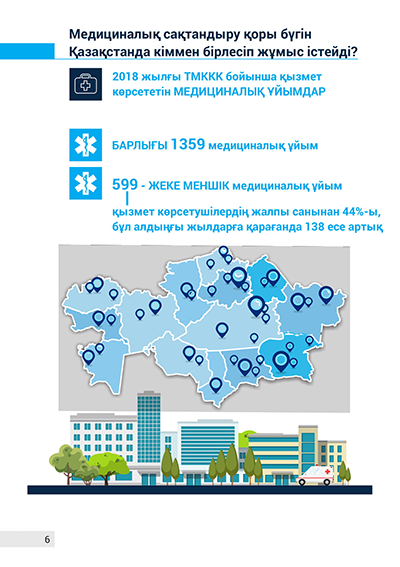 Медициналық сақтандыру қоры бүгін
Қазақстанда кіммен бірлесіп жұмыс істейді?
2018 жылғы ТМККК бойынша қызмет
көрсететін МЕДИЦИНАЛЫҚ ҰЙЫМДАР
БАРЛЫҒЫ 1359 медициналық ұйым
599 - ЖЕКЕ МЕНШІК медициналық ұйым
қызмет көрсетушілердің жалпы санынан 44%-ы,
бұл алдыңғы жылдарға қарағанда 138 есе артық
6